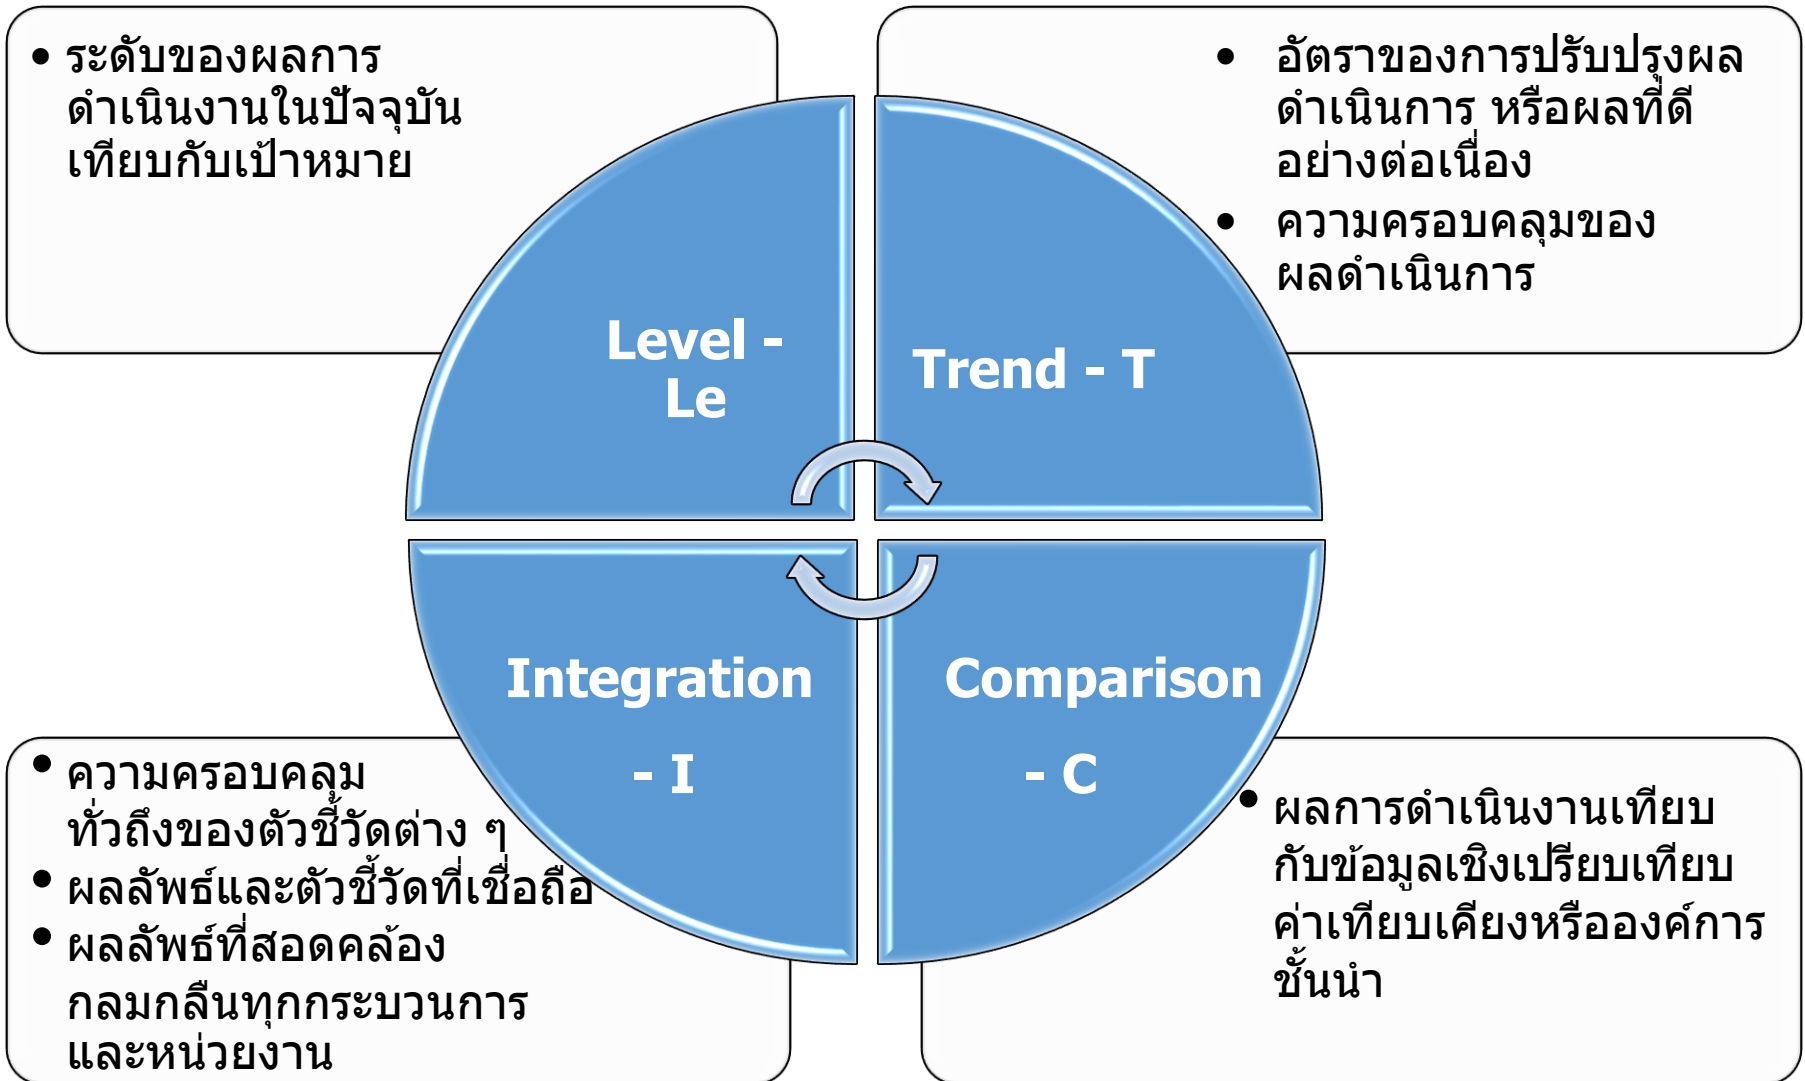 • ระดับของผลการ
ดำเนินงานในปัจจุบัน
เทียบกับเป้าหมาย
• อัตราของการปรับปรุงผล
ดำเนินการ หรือผลที่ดี
อย่างต่อเนื่อง
• ความครอบคลุมของ
ผลดำเนินการ
Level -
Le
Trend - T
Integration
- I
Comparison
- C
• ความครอบคลุม
ทั่วถึงของตัวชี้วัดต่าง ๆ
• ผลลัพธ์และตัวชี้วัดที่เชื่อถือ
• ผลลัพธ์ที่สอดคล้อง
กลมกลืนทุกกระบวนการ
และหน่วยงาน
• ผลการดำเนินงานเทียบ
กับข้อมูลเชิงเปรียบเทียบ
ค่าเทียบเคียงหรือองค์การ
ชั้นนำ